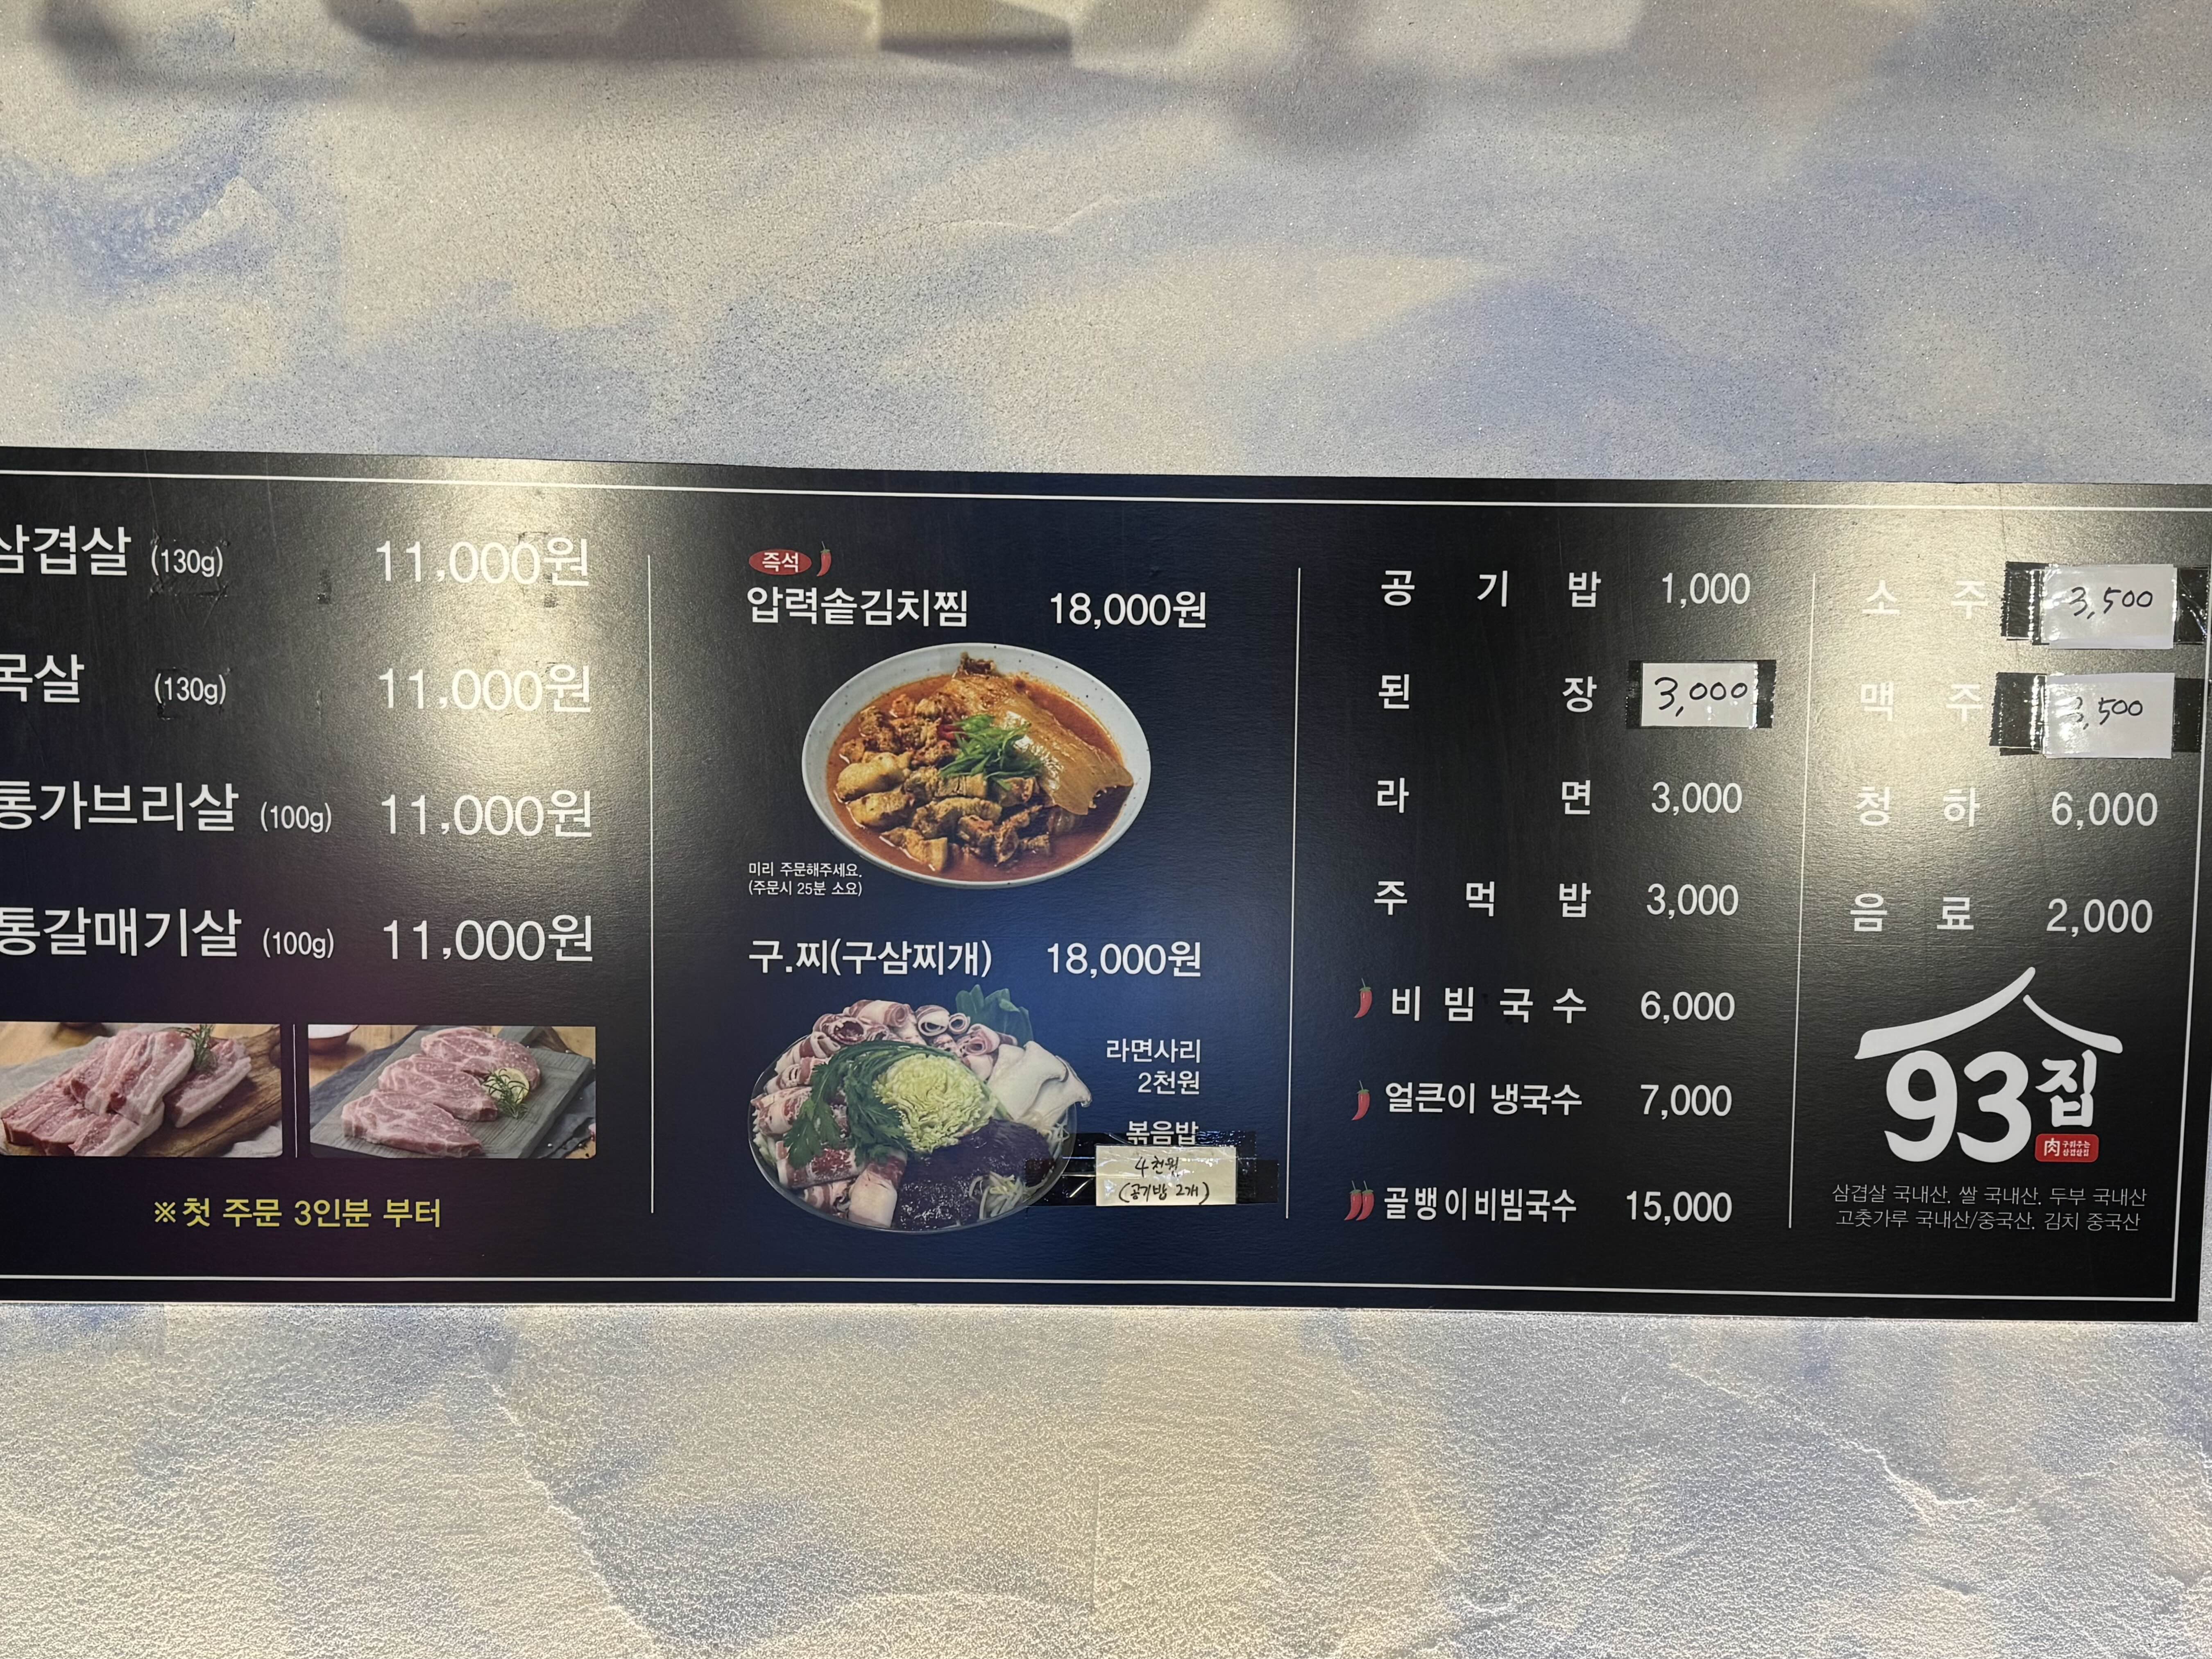 삼겹살 (130g) 11,000원
목살 (130g) 11,000원
통가브리살 (100g) 11,000원
통갈매기살 (100g) 11,000원
※첫 주문 3인분 부터
즉석
압력솥김치찜 18,000원
미리 주문해주세요.
(주문시 25분 소요)
구.찌(구삼찌개) 18,000원
라면사리
2천원
볶음밥
4천원
(공기밥 2개)
공기밥 1,000
된장 3,000
라면 3,000
주먹밥 3,000
비빔국수 6,000
얼큰이 냉국수 7,000
골뱅이비빔국수 15,000
소주 3,500
맥주 3,500
청하 6,000
음료 2,000
93집
肉 구워주는
삼겹살집
삼겹살 국내산, 쌀 국내산, 두부 국내산
고춧가루 국내산/중국산, 김치 중국산